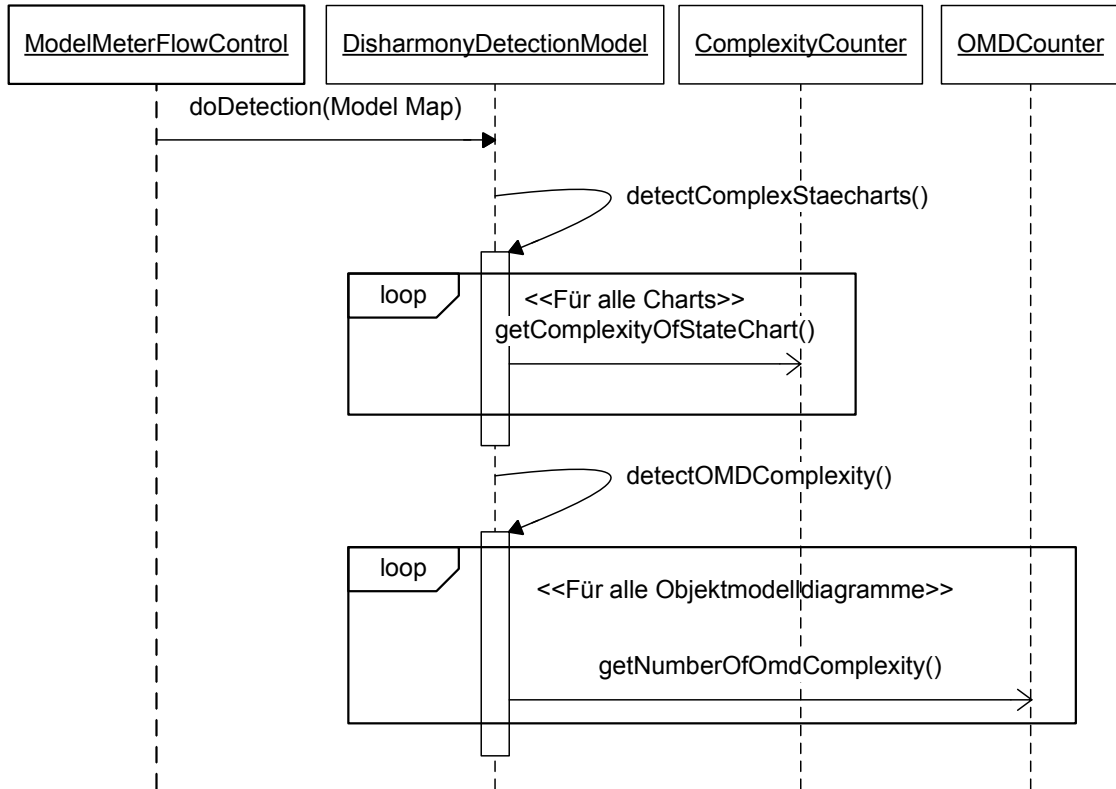 ModelMeterFlowControl
DisharmonyDetectionModel
ComplexityCounter
OMDCounter
doDetection(Model Map)
detectComplexStaecharts()
loop
<<Für alle Charts>>
getComplexityOfStateChart()
detectOMDComplexity()
loop
<<Für alle Objektmodelldiagramme>>
getNumberOfOmdComplexity()